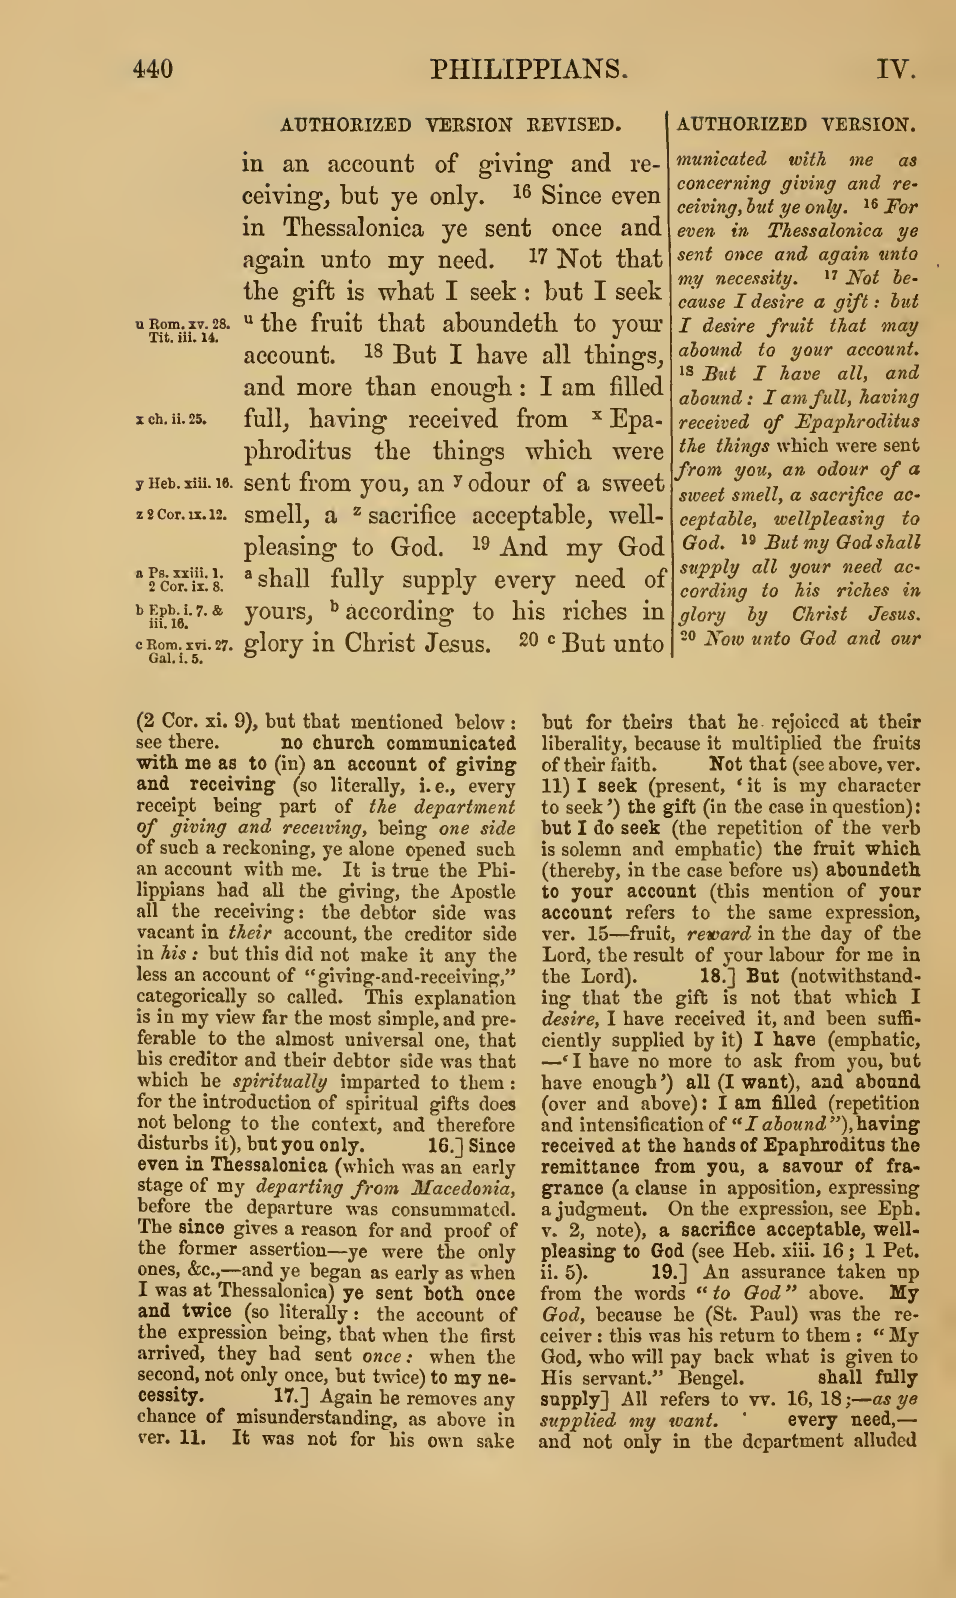 440 PHILIPPIANS. IV.
AUTHORIZED VERSION REVISED.
in an account of giving and re-
ceiving, but ye only. 16 Since even
in Thessalonica ye sent once and
again unto my need. 17 Not that
the gift is what I seek: but I seek
u Rom. xv. 28. Tit. iii. 14.
u the fruit that aboundeth to your
account. 18 But I have all things,
and more than enough: I am filled
x ch. ii. 25.
full, having received from x Epa-
phroditus the things which were
y Heb. xiii. 16.
sent from you, an y odour of a sweet
z 2 Cor. ix. 12.
smell, a z sacrifice acceptable, well-
pleasing to God. 19 And my God
a Ps. xxiii. 1. 2 Cor. ix. 8.
a shall fully supply every need of
b Eph. i. 7. & iii. 16.
yours, b according to his riches in
c Rom. xvi. 27. Gal. i. 5.
glory in Christ Jesus. 20 c But unto
AUTHORIZED VERSION.
municated with me as
concerning giving and re-
ceiving, but ye only. 16 For
even in Thessalonica ye
sent once and again unto
my necessity. 17 Not be-
cause I desire a gift: but
I desire fruit that may
abound to your account.
18 But I have all, and
abound: I am full, having
received of Epaphroditus
the things which were sent
from you, an odour of a
sweet smell, a sacrifice ac-
ceptable, wellpleasing to
God. 19 But my God shall
supply all your need ac-
cording to his riches in
glory by Christ Jesus.
20 Now unto God and our
(2 Cor. xi. 9), but that mentioned below:
see there. no church communicated
with me as to (in) an account of giving
and receiving (so literally, i. e., every
receipt being part of the department
of giving and receiving, being one side
of such a reckoning, ye alone opened such
an account with me. It is true the Phi-
lippians had all the giving, the Apostle
all the receiving: the debtor side was
vacant in their account, the creditor side
in his: but this did not make it any the
less an account of "giving-and-receiving,"
categorically so called. This explanation
is in my view far the most simple, and pre-
ferable to the almost universal one, that
his creditor and their debtor side was that
which he spiritually imparted to them:
for the introduction of spiritual gifts does
not belong to the context, and therefore
disturbs it), but you only. 16.] Since
even in Thessalonica (which was an early
stage of my departing from Macedonia,
before the departure was consummated.
The since gives a reason for and proof of
the former assertion—ye were the only
ones, &c.,—and ye began as early as when
I was at Thessalonica) ye sent both once
and twice (so literally: the account of
the expression being, that when the first
arrived, they had sent once: when the
second, not only once, but twice) to my ne-
cessity. 17.] Again he removes any
chance of misunderstanding, as above in
ver. 11. It was not for his own sake
but for theirs that he rejoiced at their
liberality, because it multiplied the fruits
of their faith. Not that (see above, ver.
11) I seek (present, 'it is my character
to seek') the gift (in the case in question):
but I do seek (the repetition of the verb
is solemn and emphatic) the fruit which
(thereby, in the case before us) aboundeth
to your account (this mention of your
account refers to the same expression,
ver. 15—fruit, reward in the day of the
Lord, the result of your labour for me in
the Lord). 18.] But (notwithstand-
ing that the gift is not that which I
desire, I have received it, and been suffi-
ciently supplied by it) I have (emphatic,
—'I have no more to ask from you, but
have enough') all (I want), and abound
(over and above): I am filled (repetition
and intensification of "I abound"), having
received at the hands of Epaphroditus the
remittance from you, a savour of fra-
grance (a clause in apposition, expressing
a judgment. On the expression, see Eph.
v. 2, note), a sacrifice acceptable, well-
pleasing to God (see Heb. xiii. 16; 1 Pet.
ii. 5). 19.] An assurance taken up
from the words "to God" above. My
God, because he (St. Paul) was the re-
ceiver: this was his return to them: "My
God, who will pay back what is given to
His servant." Bengel. shall fully
supply] All refers to vv. 16, 18;—as ye
supplied my want. every need,—
and not only in the department alluded